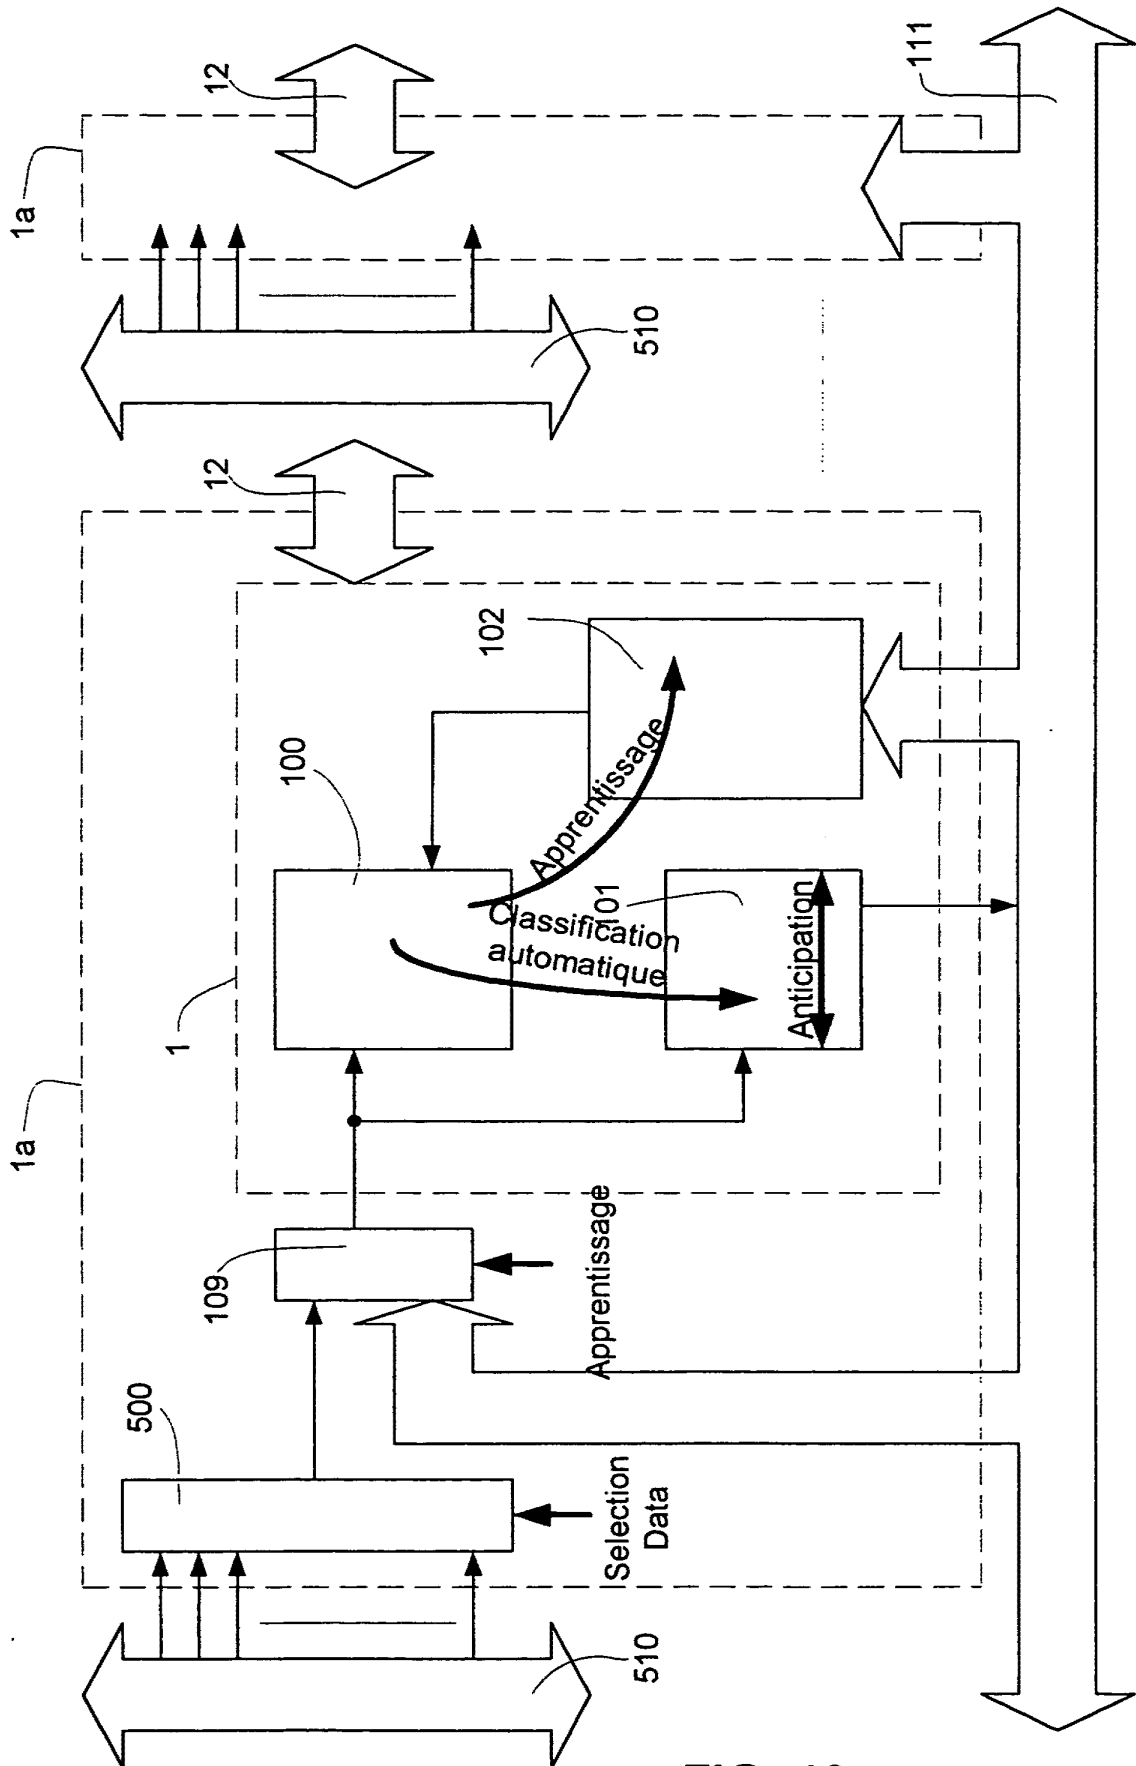 1a
1a
500
1
109
12
12
100
102
Classification
automatique
Apprentissage
Apprentissage
101
Selection
Data
510
510
Anticipation
111